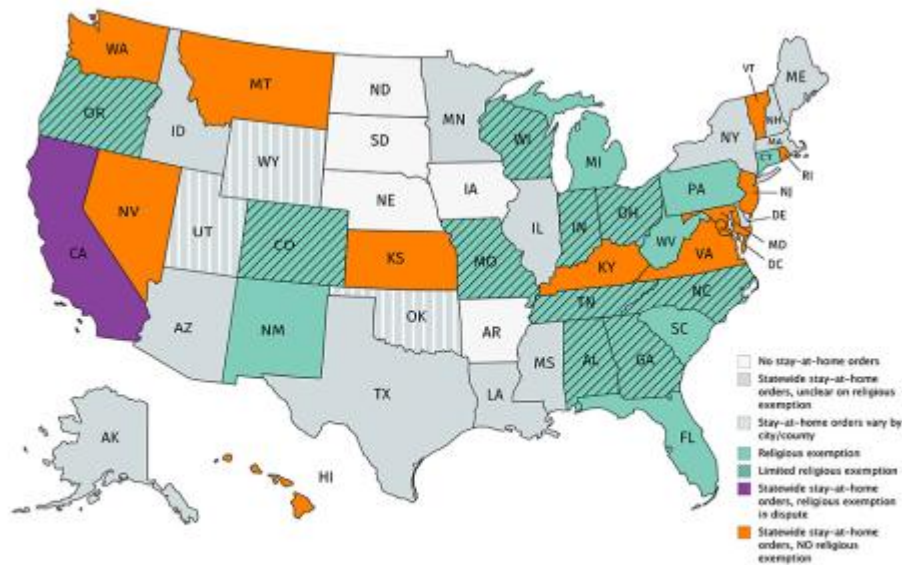 WA
MT
ND
MN
VT
ME
OR
ID
SD
WI
NH
NY
MA
WY
MI
CT
RI
NE
IA
PA
NJ
NV
UT
CO
IL
IN
OH
DE
WV
MD
CA
KS
MO
KY
VA
DC
AZ
NM
OK
AR
TN
NC
SC
MS
AL
GA
TX
LA
FL
AK
HI
No stay-at-home orders
Statewide stay-at-home
orders, unclear on religious
exemption
Stay-at-home orders vary by
city/county
Religious exemption
Limited religious exemption
Statewide stay-at-home
orders, religious exemption
in dispute
Statewide stay-at-home
orders, NO religious
exemption